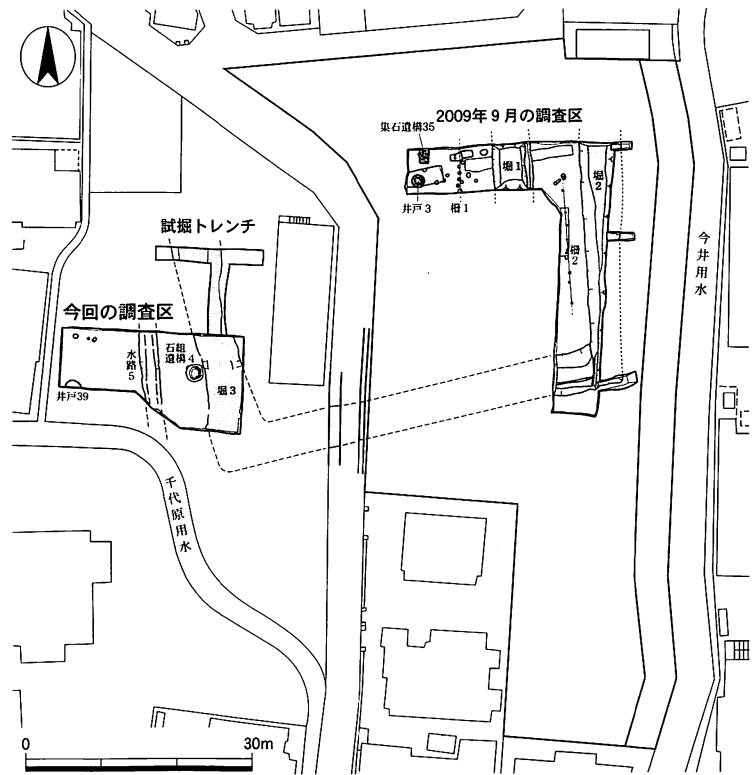 2009年9月の調査区
集石遺構35
堀1
堀2
井戸3
柵1
柵2
今井用水
試掘トレンチ
今回の調査区
水路5
石組遺構4
堀3
井戸39
千代原用水
0 30m